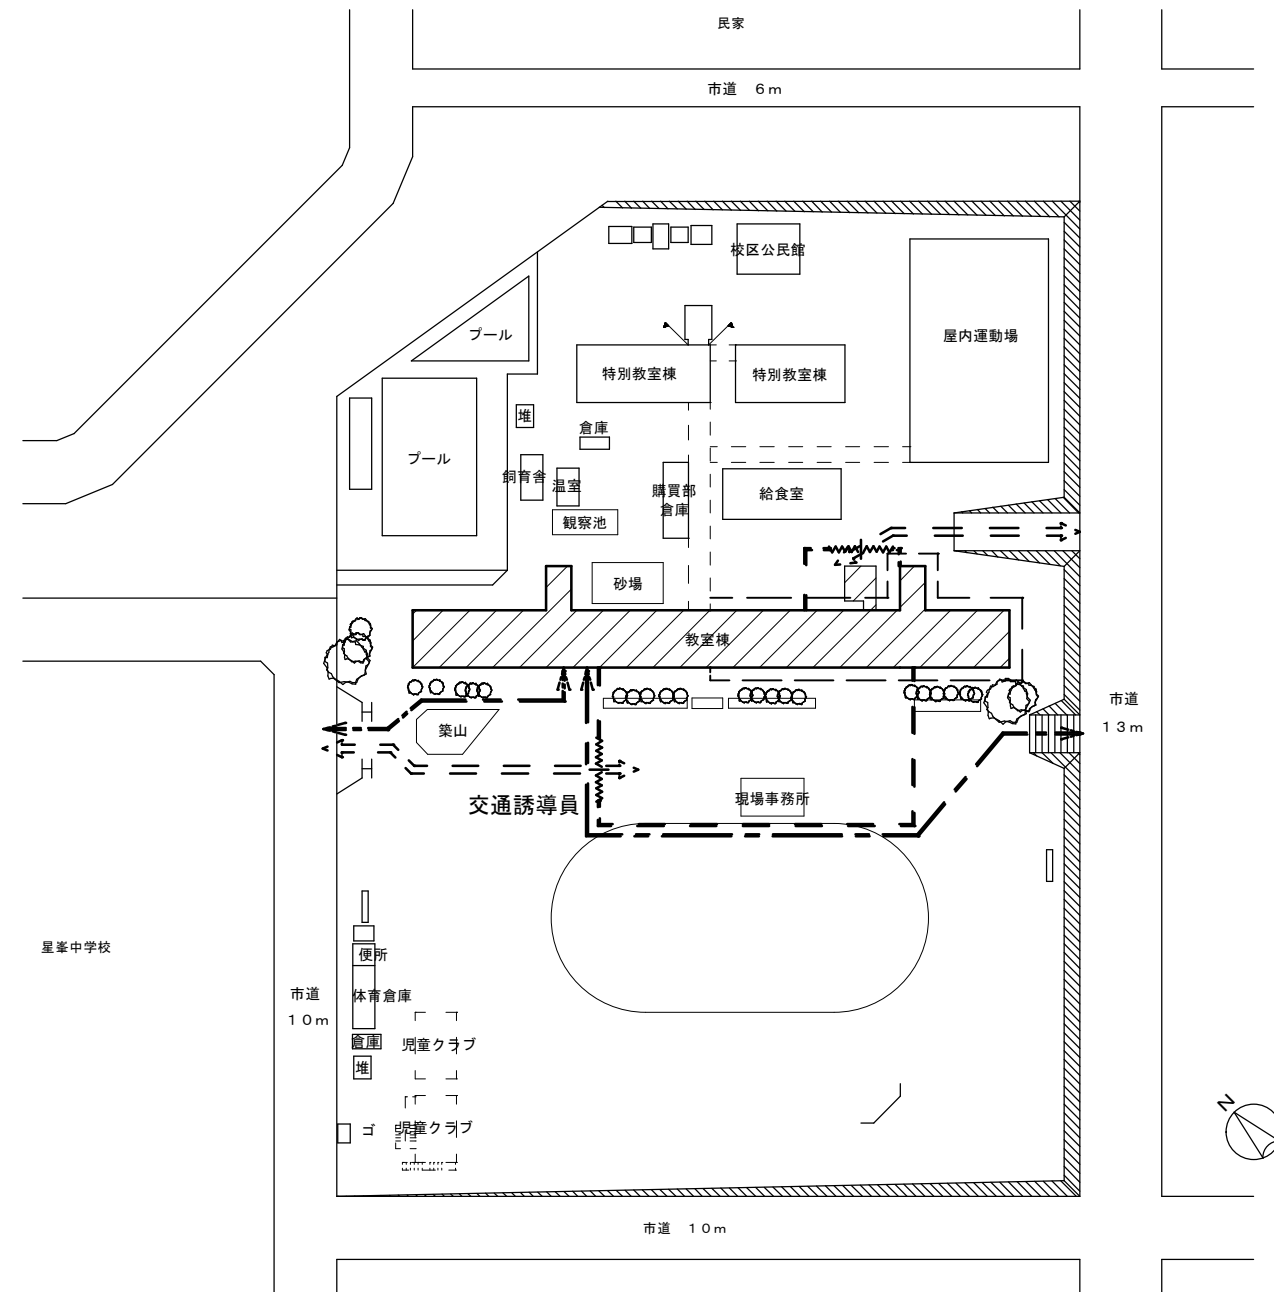 民家
市道　６ｍ
校区公民館
プール
屋内運動場
特別教室棟
特別教室棟
堆
倉庫
プール
飼育舎
温室
購買部
倉庫
給食室
観察池
砂場
教室棟
市道
１３ｍ
築山
現場事務所
交通誘導員
星峯中学校
便所
市道
１０ｍ
体育倉庫
倉庫
児童クラブ
堆
ゴ
児童クラブ
N
市道　１０ｍ